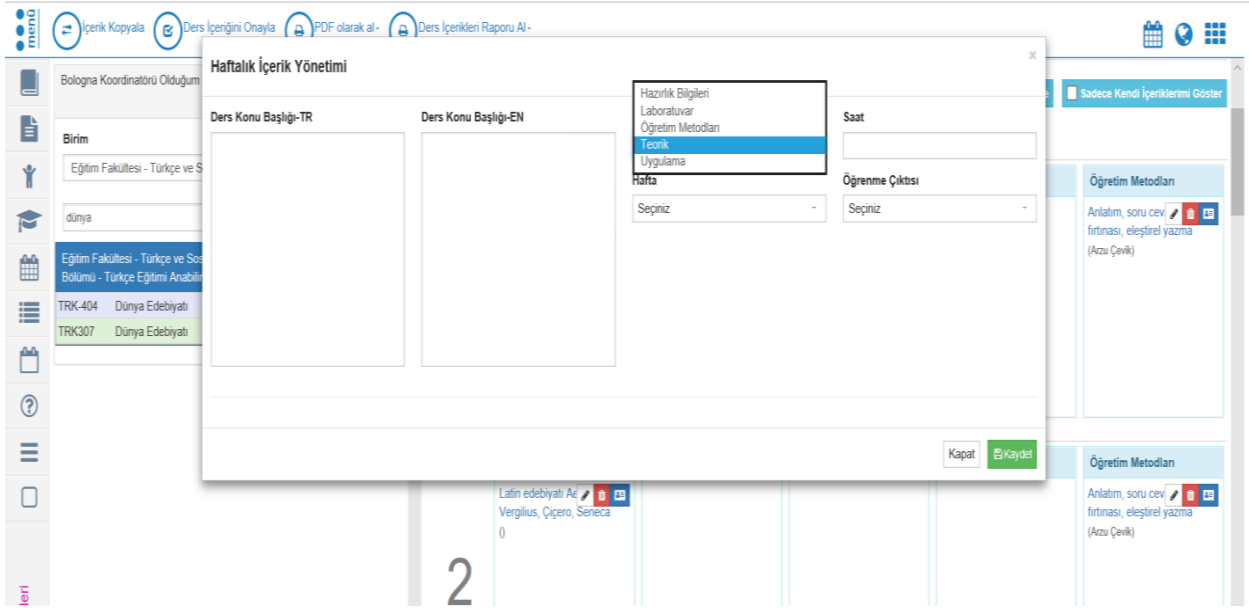 menü
İçerik Kopyala
Ders İçeriğini Onayla
PDF olarak al-
Ders İçerikleri Raporu Al-
Bologna Koordinatörü Olduğum
Sadece Kendi İçeriklerimi Göster
Haftalık İçerik Yönetimi
x
Ders Konu Başlığı-TR
Ders Konu Başlığı-EN
Hazırlık Bilgileri
Laboratuvar
Öğretim Metodları
Teorik
Uygulama
Saat
Hafta
Öğrenme Çıktısı
Seçiniz
Seçiniz
Kapat
Kaydet
Birim
Eğitim Fakültesi - Türkçe ve S
dünya
Eğitim Fakültesi - Türkçe ve Sos
Bölümü - Türkçe Eğitimi Anabilim
TRK-404 Dünya Edebiyatı
TRK307 Dünya Edebiyatı
Öğretim Metodları
Anlatım, soru cev
fırtınası, eleştirel yazma
(Arzu Çevik)
2
Latin edebiyatı Ae
Vergilius, Çiçero, Seneca
()
Öğretim Metodları
Anlatım, soru cev
fırtınası, eleştirel yazma
(Arzu Çevik)
leri